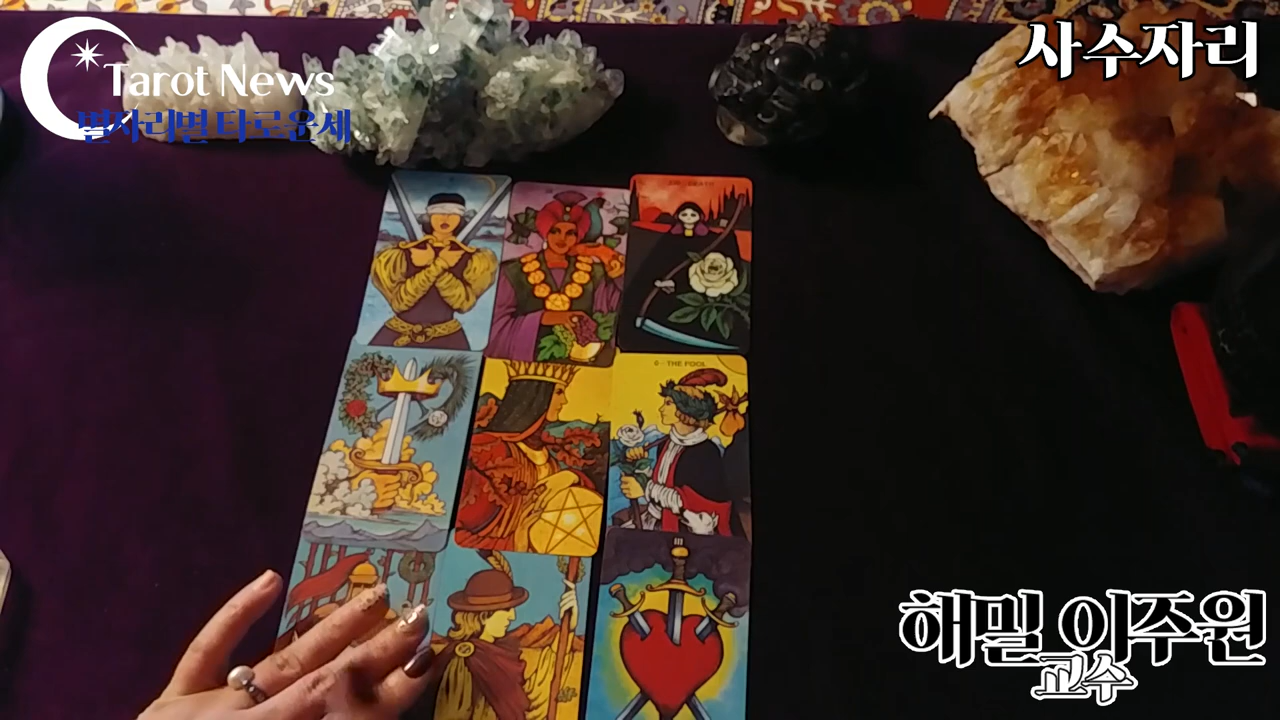 Tarot News
별자리별 타로운세
사수자리
0 · THE FOOL
III
해밀 이주원
교수